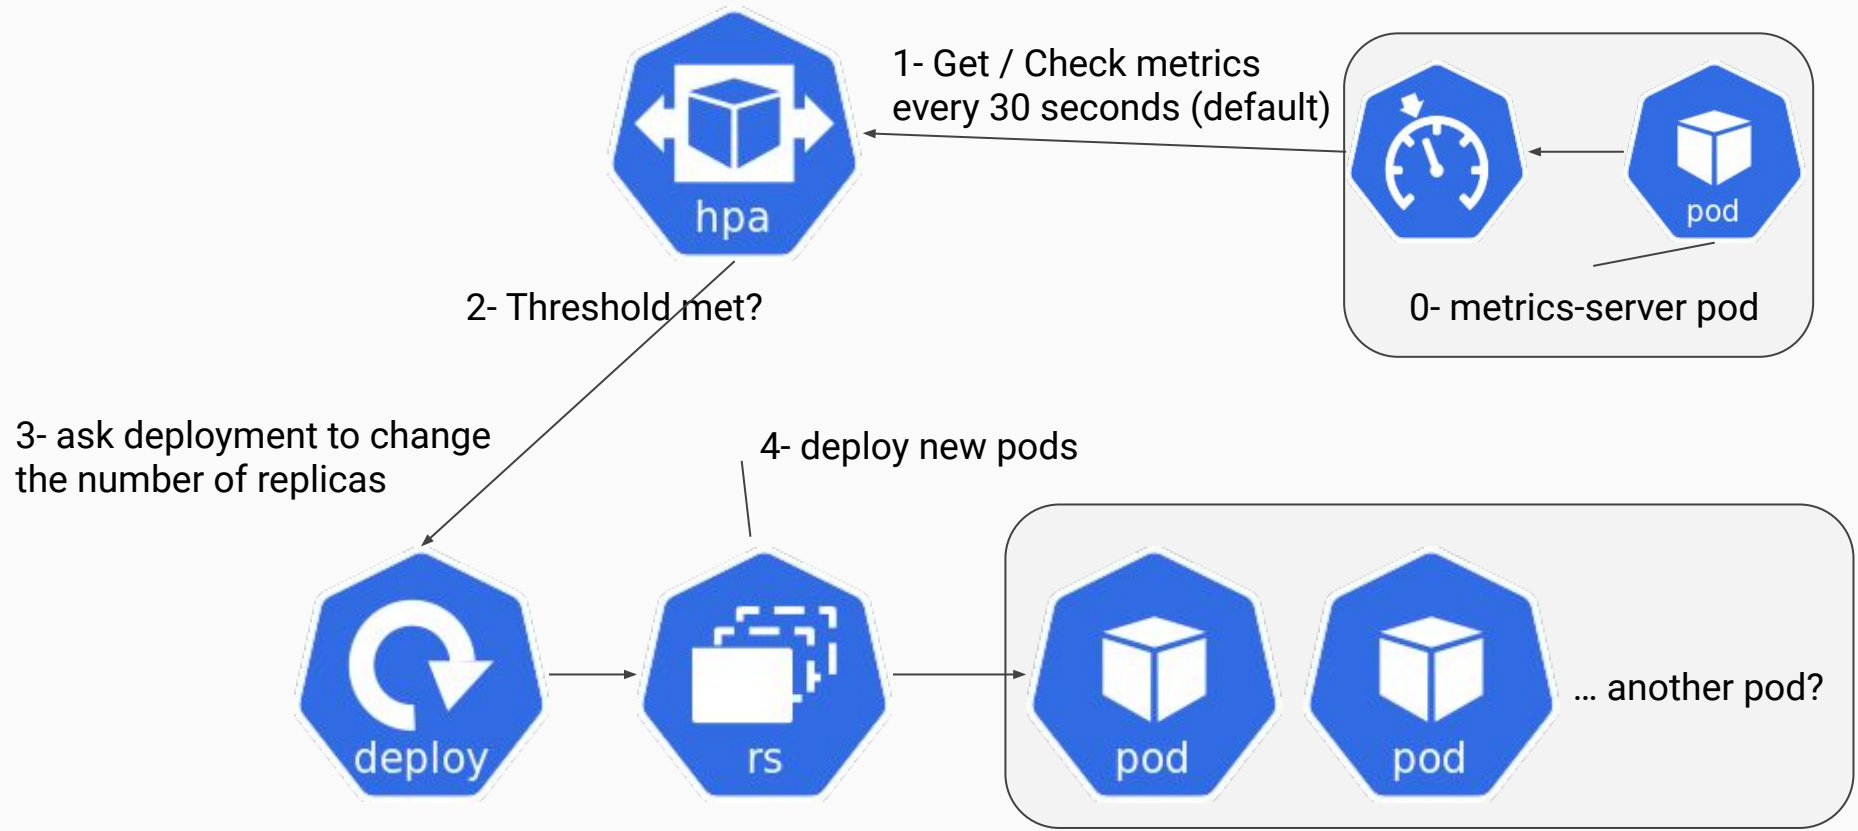 1- Get / Check metrics
every 30 seconds (default)
hpa
pod
0- metrics-server pod
2- Threshold met?
3- ask deployment to change
the number of replicas
4- deploy new pods
deploy
rs
pod
pod
... another pod?